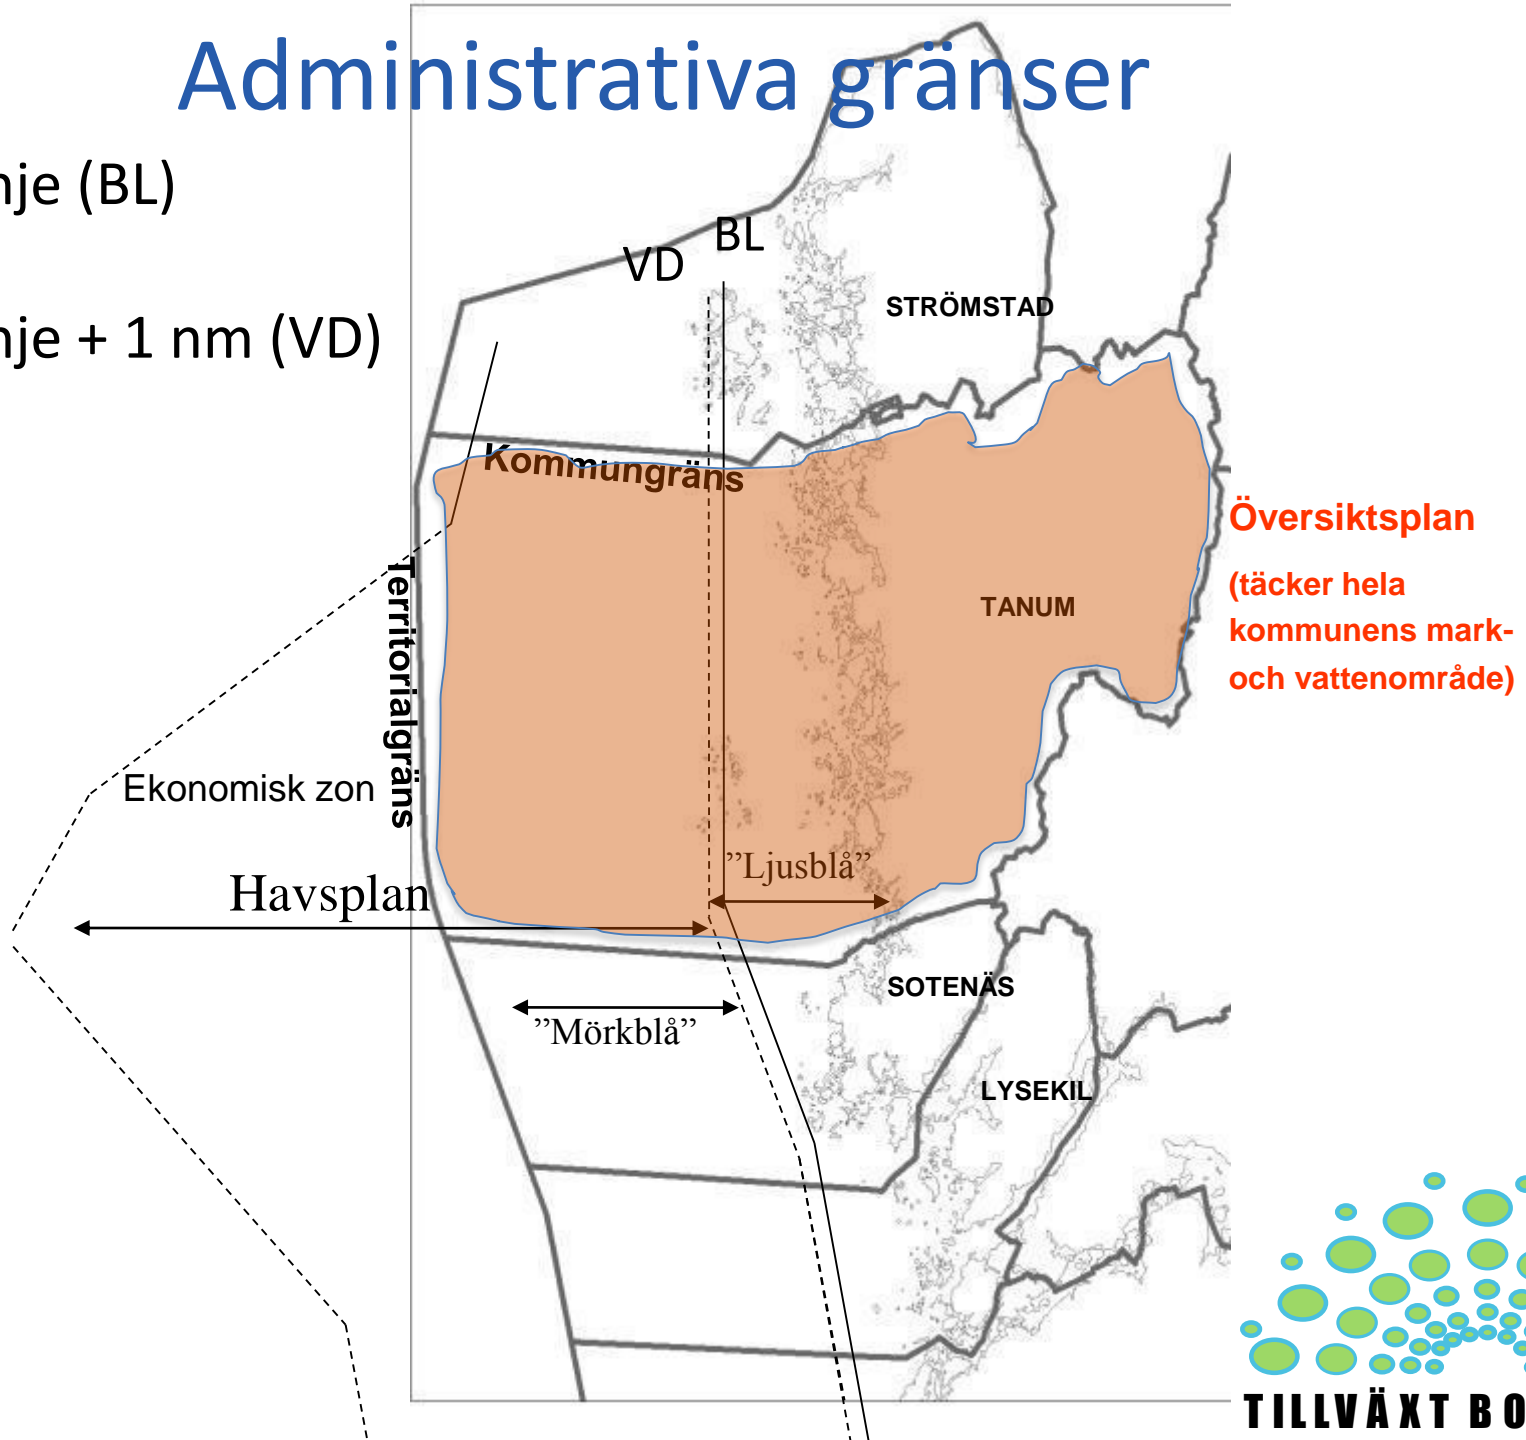 Administrativa gränser
nje (BL)
BL
VD
STRÖMSTAD
nje + 1 nm (VD)
Kommungräns
Översiktsplan
(täcker hela
kommunens mark-
och vattenområde)
TANUM
Territorialgräns
Ekonomisk zon
”Ljusblå”
Havsplan
SOTENÄS
”Mörkblå”
LYSEKIL
TILLVÄXT BO